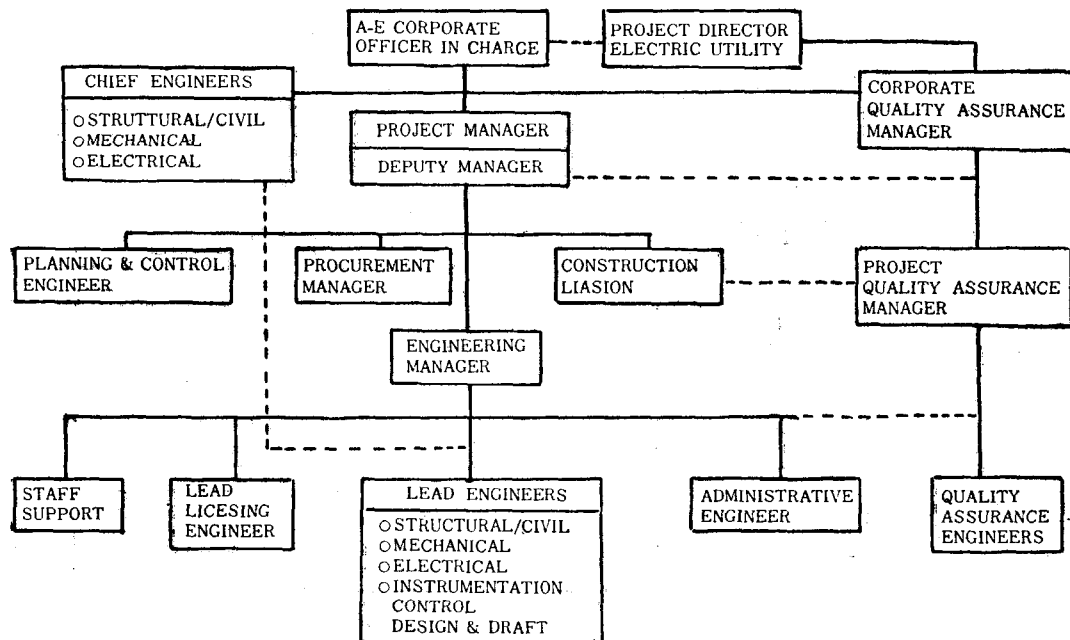 A-E CORPORATE
OFFICER IN CHARGE
PROJECT DIRECTOR
ELECTRIC UTILITY
CHIEF ENGINEERS
○ STRUTTURAL/CIVIL
○ MECHANICAL
○ ELECTRICAL
PROJECT MANAGER
DEPUTY MANAGER
CORPORATE
QUALITY ASSURANCE
MANAGER
PLANNING & CONTROL
ENGINEER
PROCUREMENT
MANAGER
CONSTRUCTION
LIASION
PROJECT
QUALITY ASSURANCE
MANAGER
ENGINEERING
MANAGER
STAFF
SUPPORT
LEAD
LICESING
ENGINEER
LEAD ENGINEERS
○ STRUCTURAL/CIVIL
○ MECHANICAL
○ ELECTRICAL
○ INSTRUMENTATION
CONTROL
DESIGN & DRAFT
ADMINISTRATIVE
ENGINEER
QUALITY
ASSURANCE
ENGINEERS